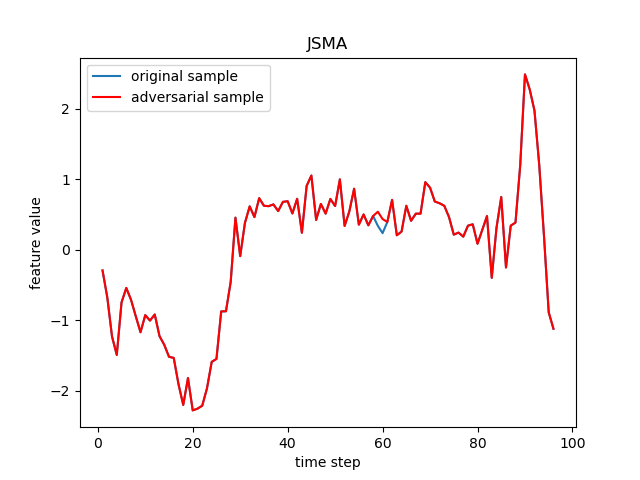 JSMA
original sample
adversarial sample
feature value
2
1
0
−1
−2
0 20 40 60 80 100
time step